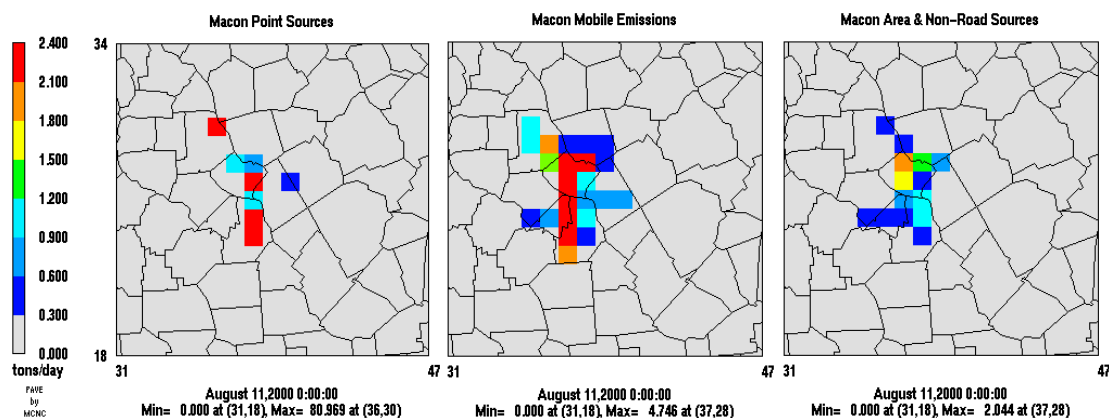 Macon Point Sources
Macon Mobile Emissions
Macon Area & Non-Road Sources
2.400
2.100
1.800
1.500
1.200
0.900
0.600
0.300
0.000
tons/day
PAVE
by
MCNC
34
18
31
47
31
47
31
47
August 11,2000 0:00:00
Min= 0.000 at (31,18), Max= 80.969 at (36,30)
August 11,2000 0:00:00
Min= 0.000 at (31,18), Max= 4.746 at (37,28)
August 11,2000 0:00:00
Min= 0.000 at (31,18), Max= 2.044 at (37,28)